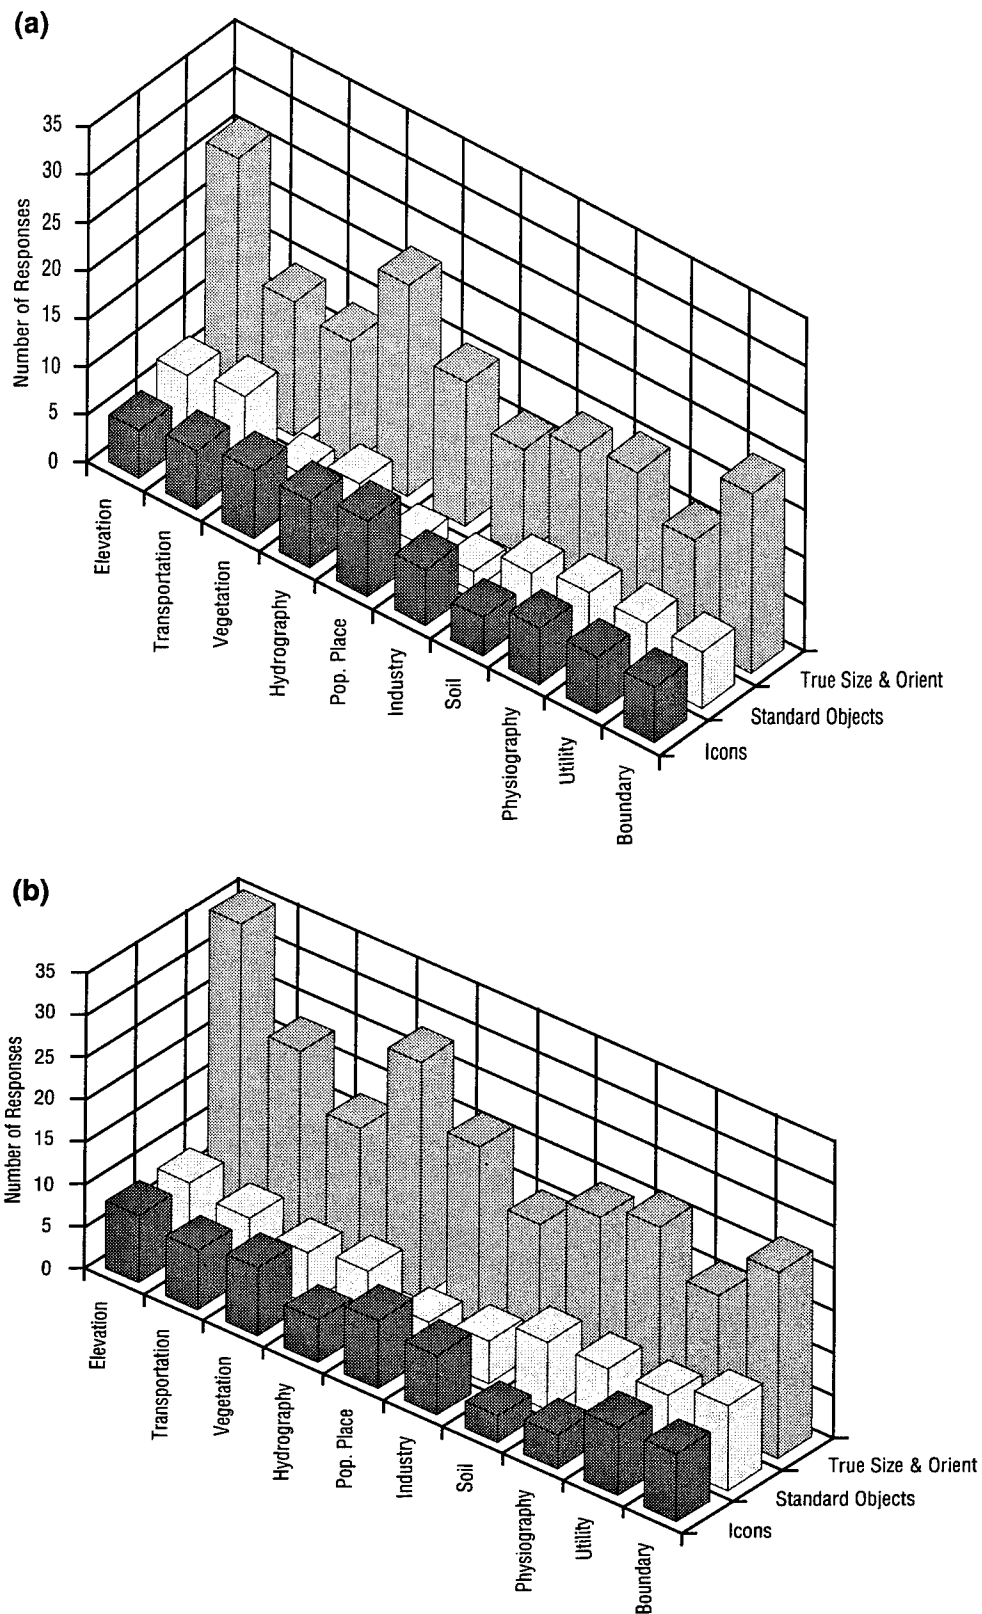 (a)
35
30
25
20
15
10
5
0
Number of Responses
Elevation
Transportation
Vegetation
Hydrography
Pop. Place
Industry
Soil
Physiography
Utility
Boundary
True Size & Orient
Standard Objects
Icons
(b)
35
30
25
20
15
10
5
0
Number of Responses
Elevation
Transportation
Vegetation
Hydrography
Pop. Place
Industry
Soil
Physiography
Utility
Boundary
True Size & Orient
Standard Objects
Icons